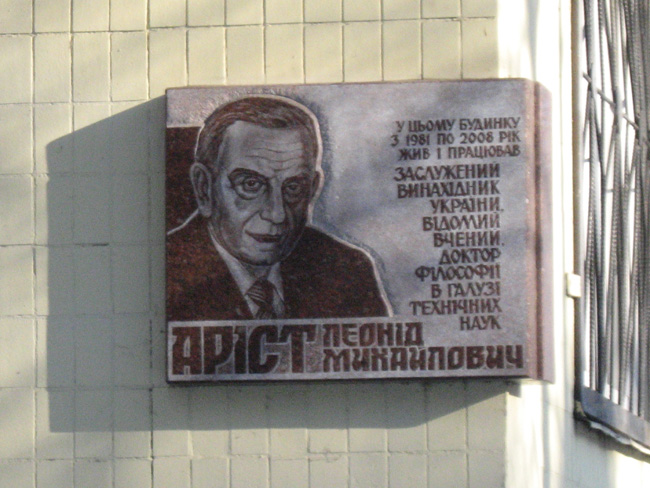 У ЦЬОМУ БУДИНКУ
З 1981 ПО 2008 РІК
ЖИВ І ПРАЦЮВАВ
ЗАСЛУЖЕНИЙ
ВИНАХІДНИК
УКРАЇНИ,
ВІДОМИЙ
ВЧЕНИЙ,
ДОКТОР
ФІЛОСОФІЇ
В ГАЛУЗІ
ТЕХНІЧНИХ
НАУК
АРІСТ ЛЕОНІД
МИХАЙЛОВИЧ